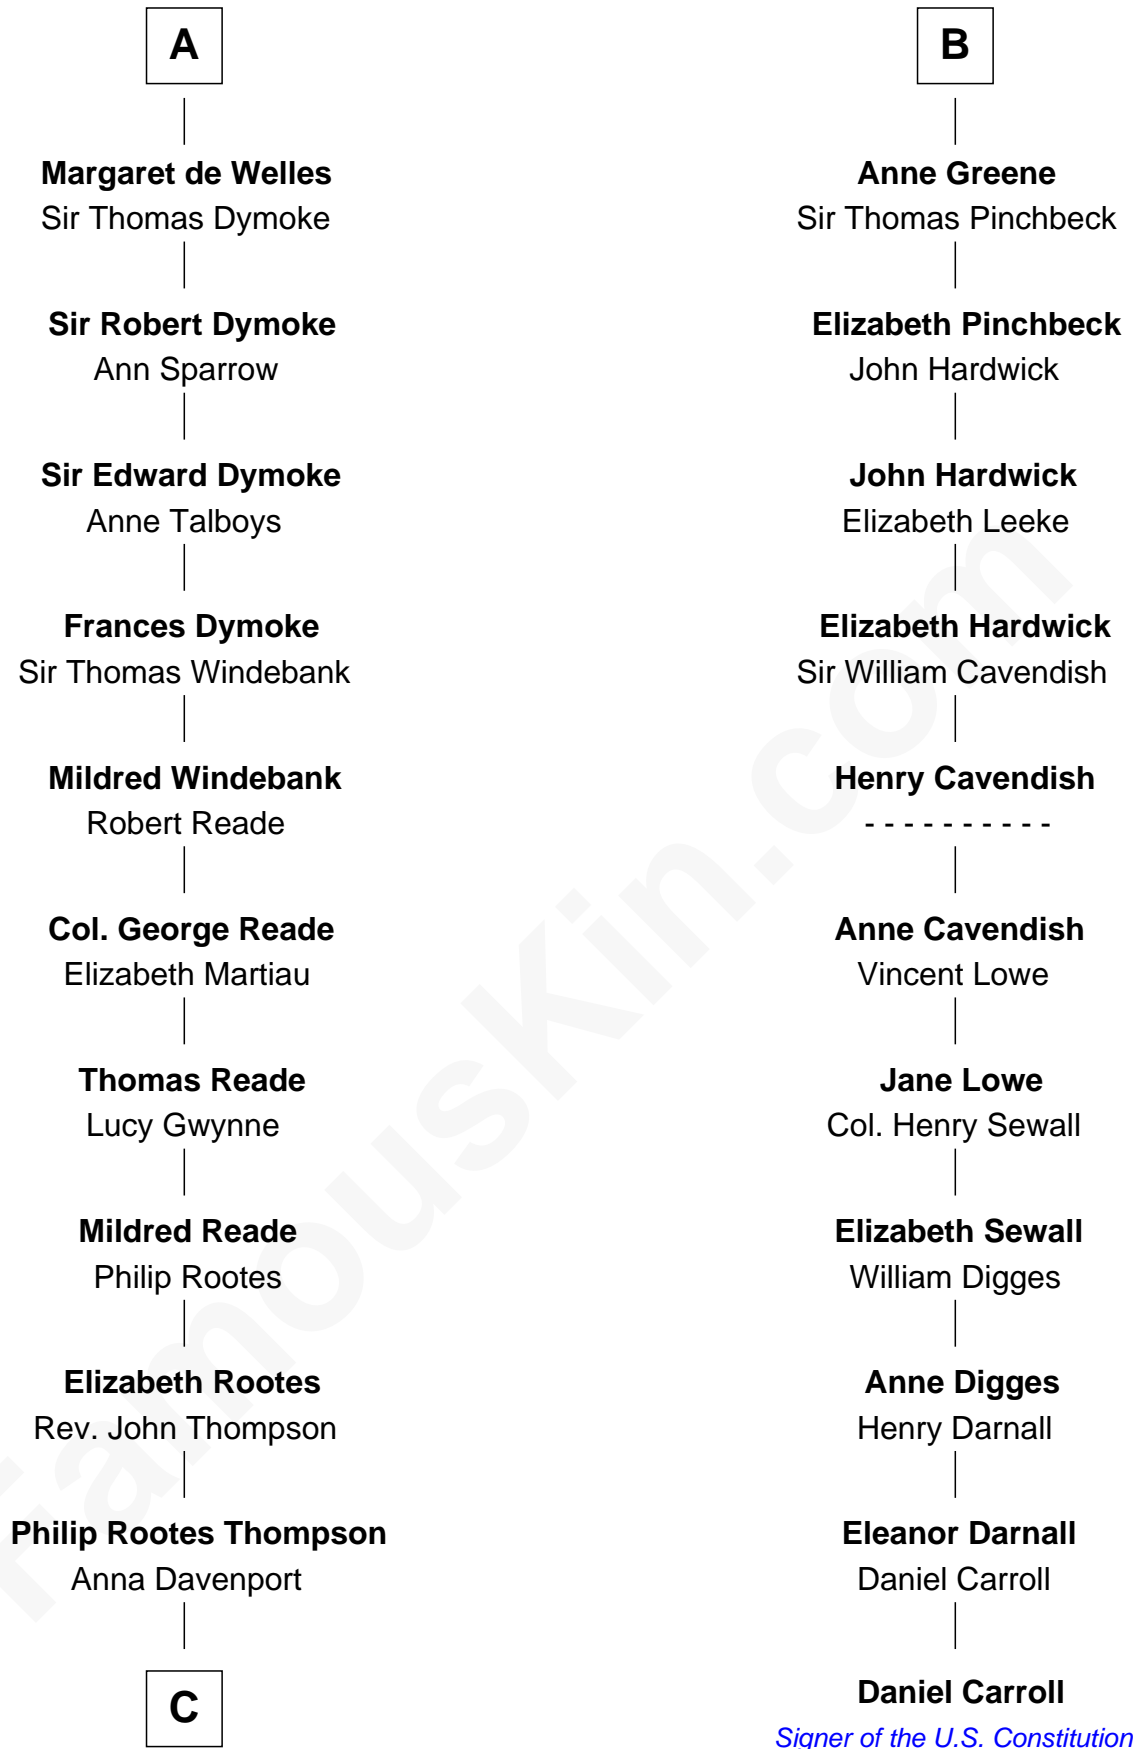 A
Margaret de Welles
Sir Thomas Dymoke
Sir Robert Dymoke
Ann Sparrow
Sir Edward Dymoke
Anne Talboys
Frances Dymoke
Sir Thomas Windebank
Mildred Windebank
Robert Reade
Col. George Reade
Elizabeth Martiau
Thomas Reade
Lucy Gwynne
Mildred Reade
Philip Rootes
Elizabeth Rootes
Rev. John Thompson
Philip Rootes Thompson
Anna Davenport
C
B
Anne Greene
Sir Thomas Pinchbeck
Elizabeth Pinchbeck
John Hardwick
John Hardwick
Elizabeth Leeke
Elizabeth Hardwick
Sir William Cavendish
Henry Cavendish
- - - - - - - - - -
Anne Cavendish
Vincent Lowe
Jane Lowe
Col. Henry Sewall
Elizabeth Sewall
William Digges
Anne Digges
Henry Darnall
Eleanor Darnall
Daniel Carroll
Daniel Carroll
Signer of the U.S. Constitution
FamousKin.com